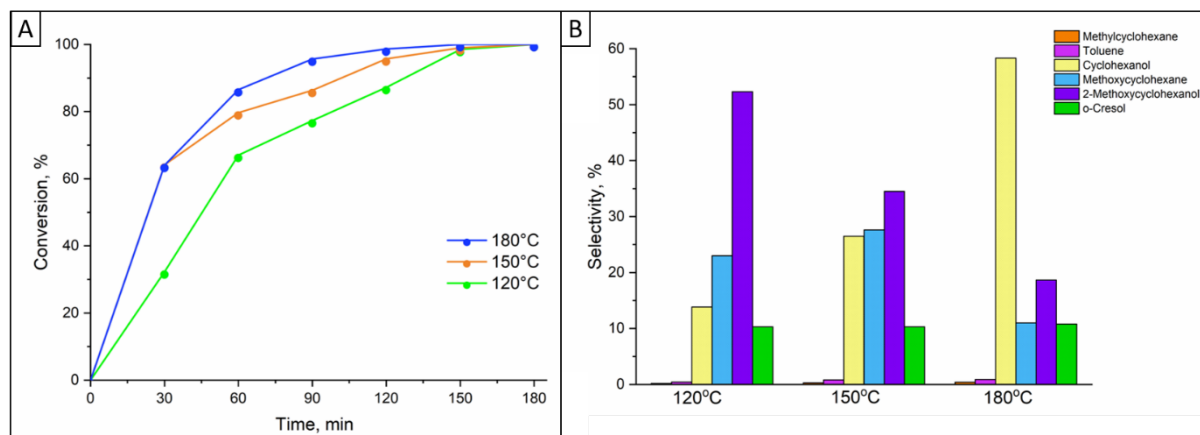 A
100
80
60
40
20
0
Conversion, %
0 30 60 90 120 150 180
Time, min
180°C
150°C
120°C
B
60
50
40
30
20
10
0
Selectivity, %
Methylcyclohexane
Toluene
Cyclohexanol
Methoxycyclohexane
2-Methoxycyclohexanol
o-Cresol
120°C 150°C 180°C